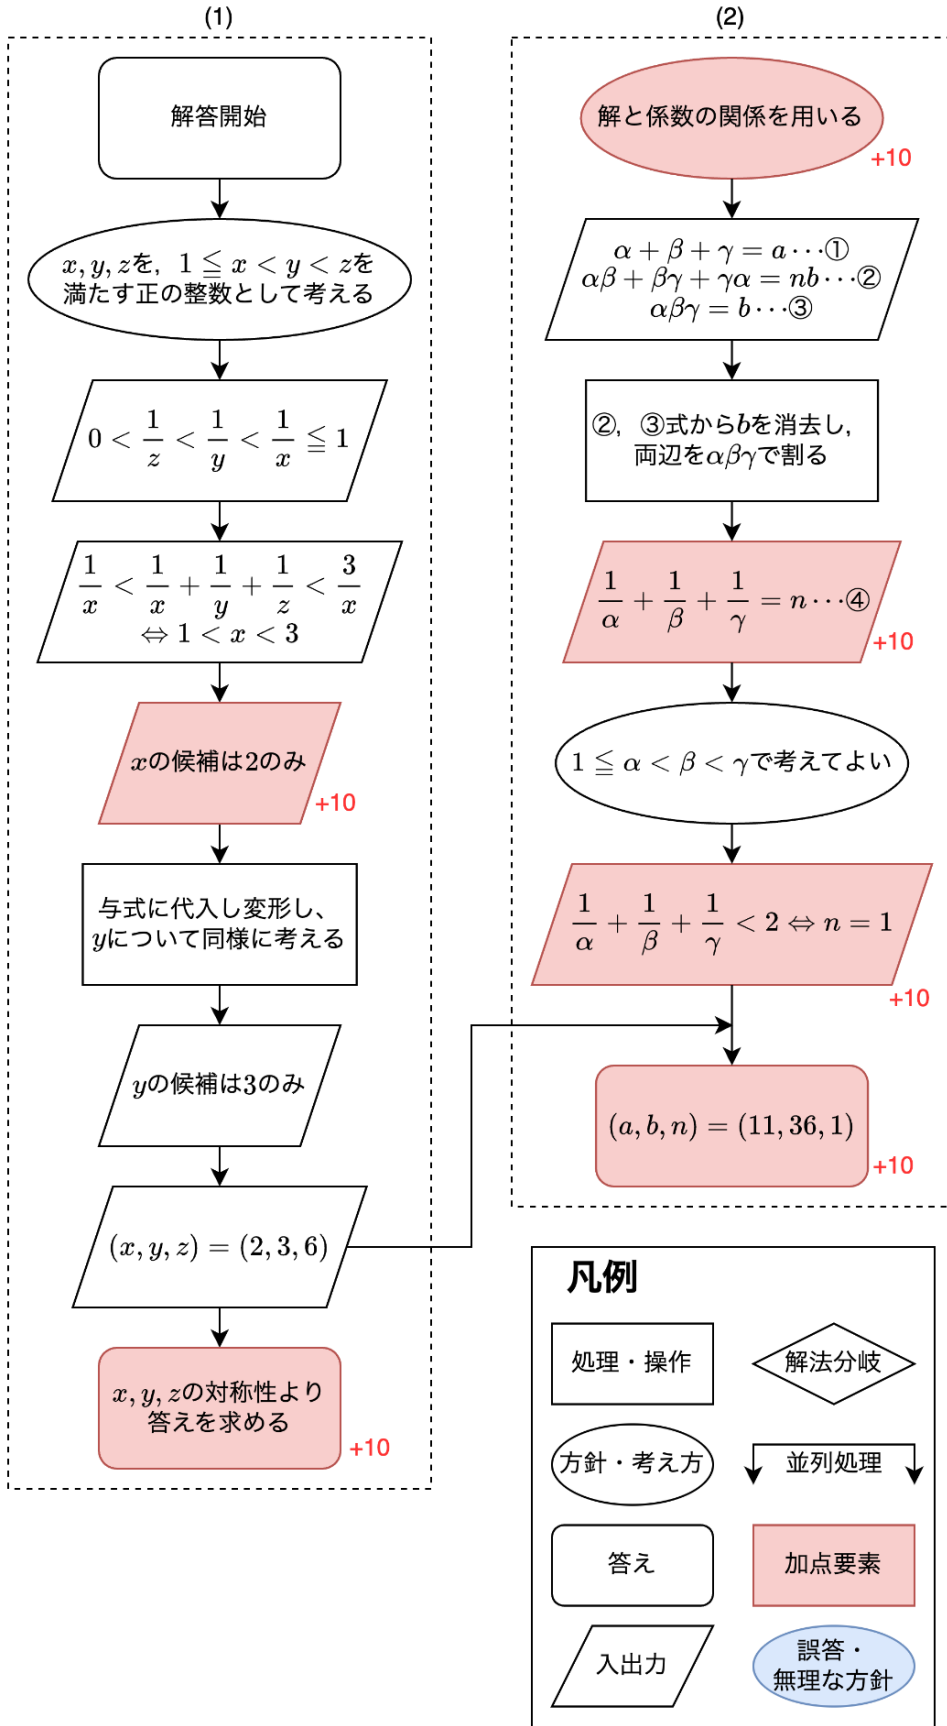 (1)
解答開始
x, y, zを, 1 ≦ x < y < zを
満たす正の整数として考える
0 < 1/z < 1/y < 1/x ≦ 1
1/x < 1/x + 1/y + 1/z < 3/x
⇔ 1 < x < 3
xの候補は2のみ
+10
与式に代入し変形し、
yについて同様に考える
yの候補は3のみ
(x, y, z) = (2, 3, 6)
x, y, zの対称性より
答えを求める
+10
(2)
解と係数の関係を用いる
+10
α + β + γ = a ⋯①
αβ + βγ + γα = nb ⋯②
αβγ = b ⋯③
②, ③式からbを消去し,
両辺をαβγで割る
1/α + 1/β + 1/γ = n ⋯④
+10
1 ≦ α < β < γで考えてよい
1/α + 1/β + 1/γ < 2 ⇔ n = 1
+10
(a, b, n) = (11, 36, 1)
+10
凡例
処理・操作
解法分岐
方針・考え方
並列処理
答え
加点要素
入出力
誤答・
無理な方針